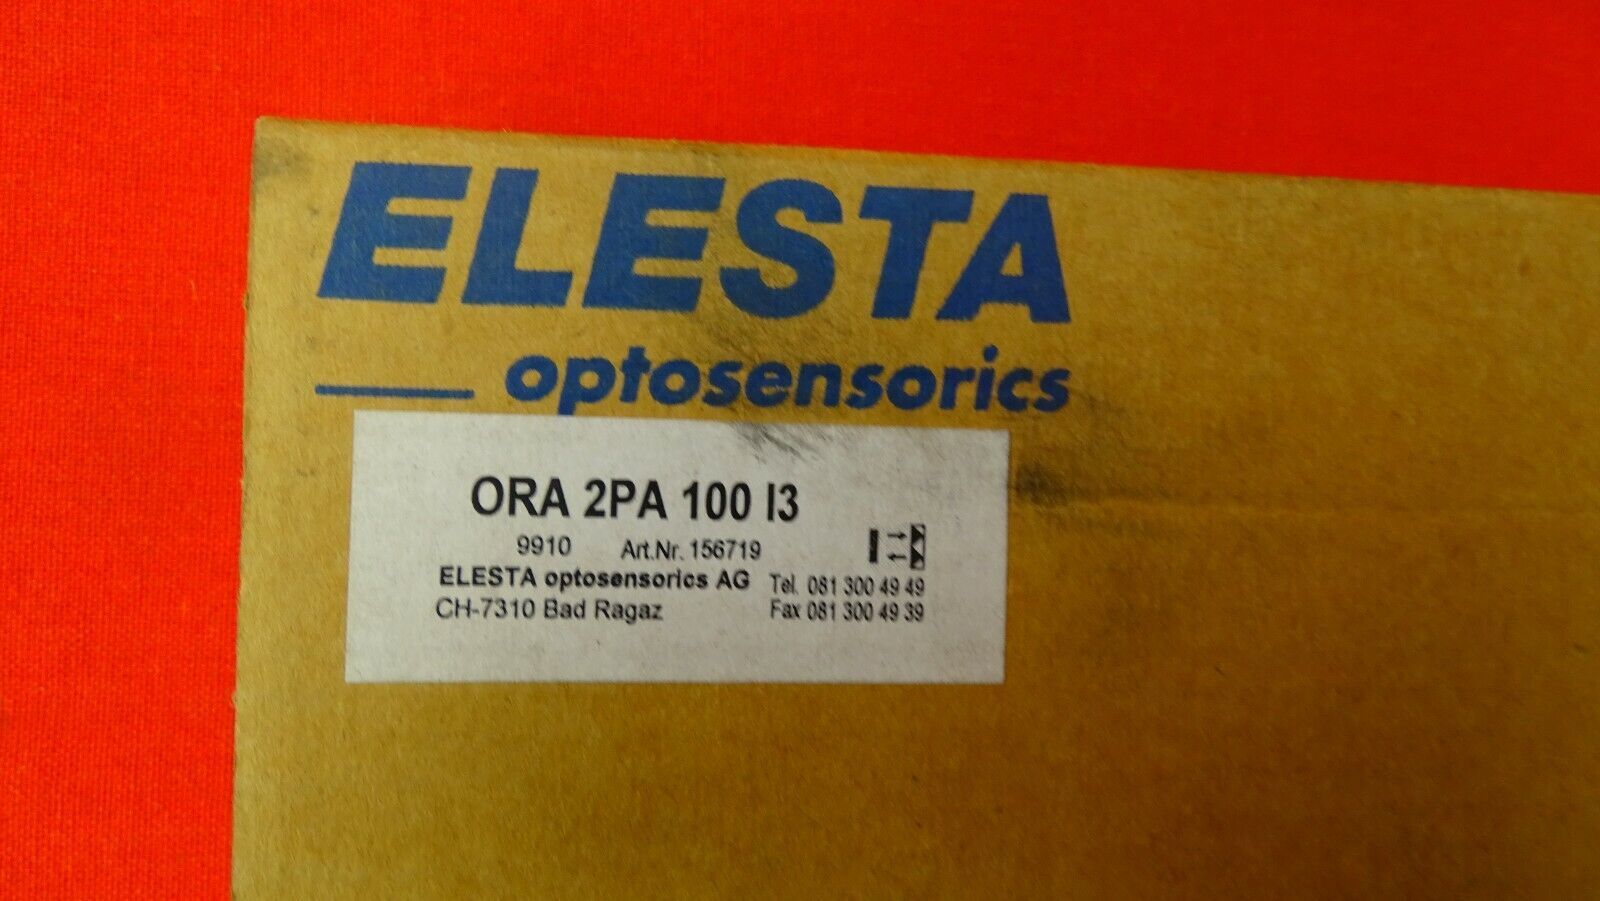 ELESTA
optosensorics
ORA 2PA 100 I3
9910 Art.Nr. 156719
ELESTA optosensorics AG Tel. 081 300 49 49
CH-7310 Bad Ragaz Fax 081 300 49 39